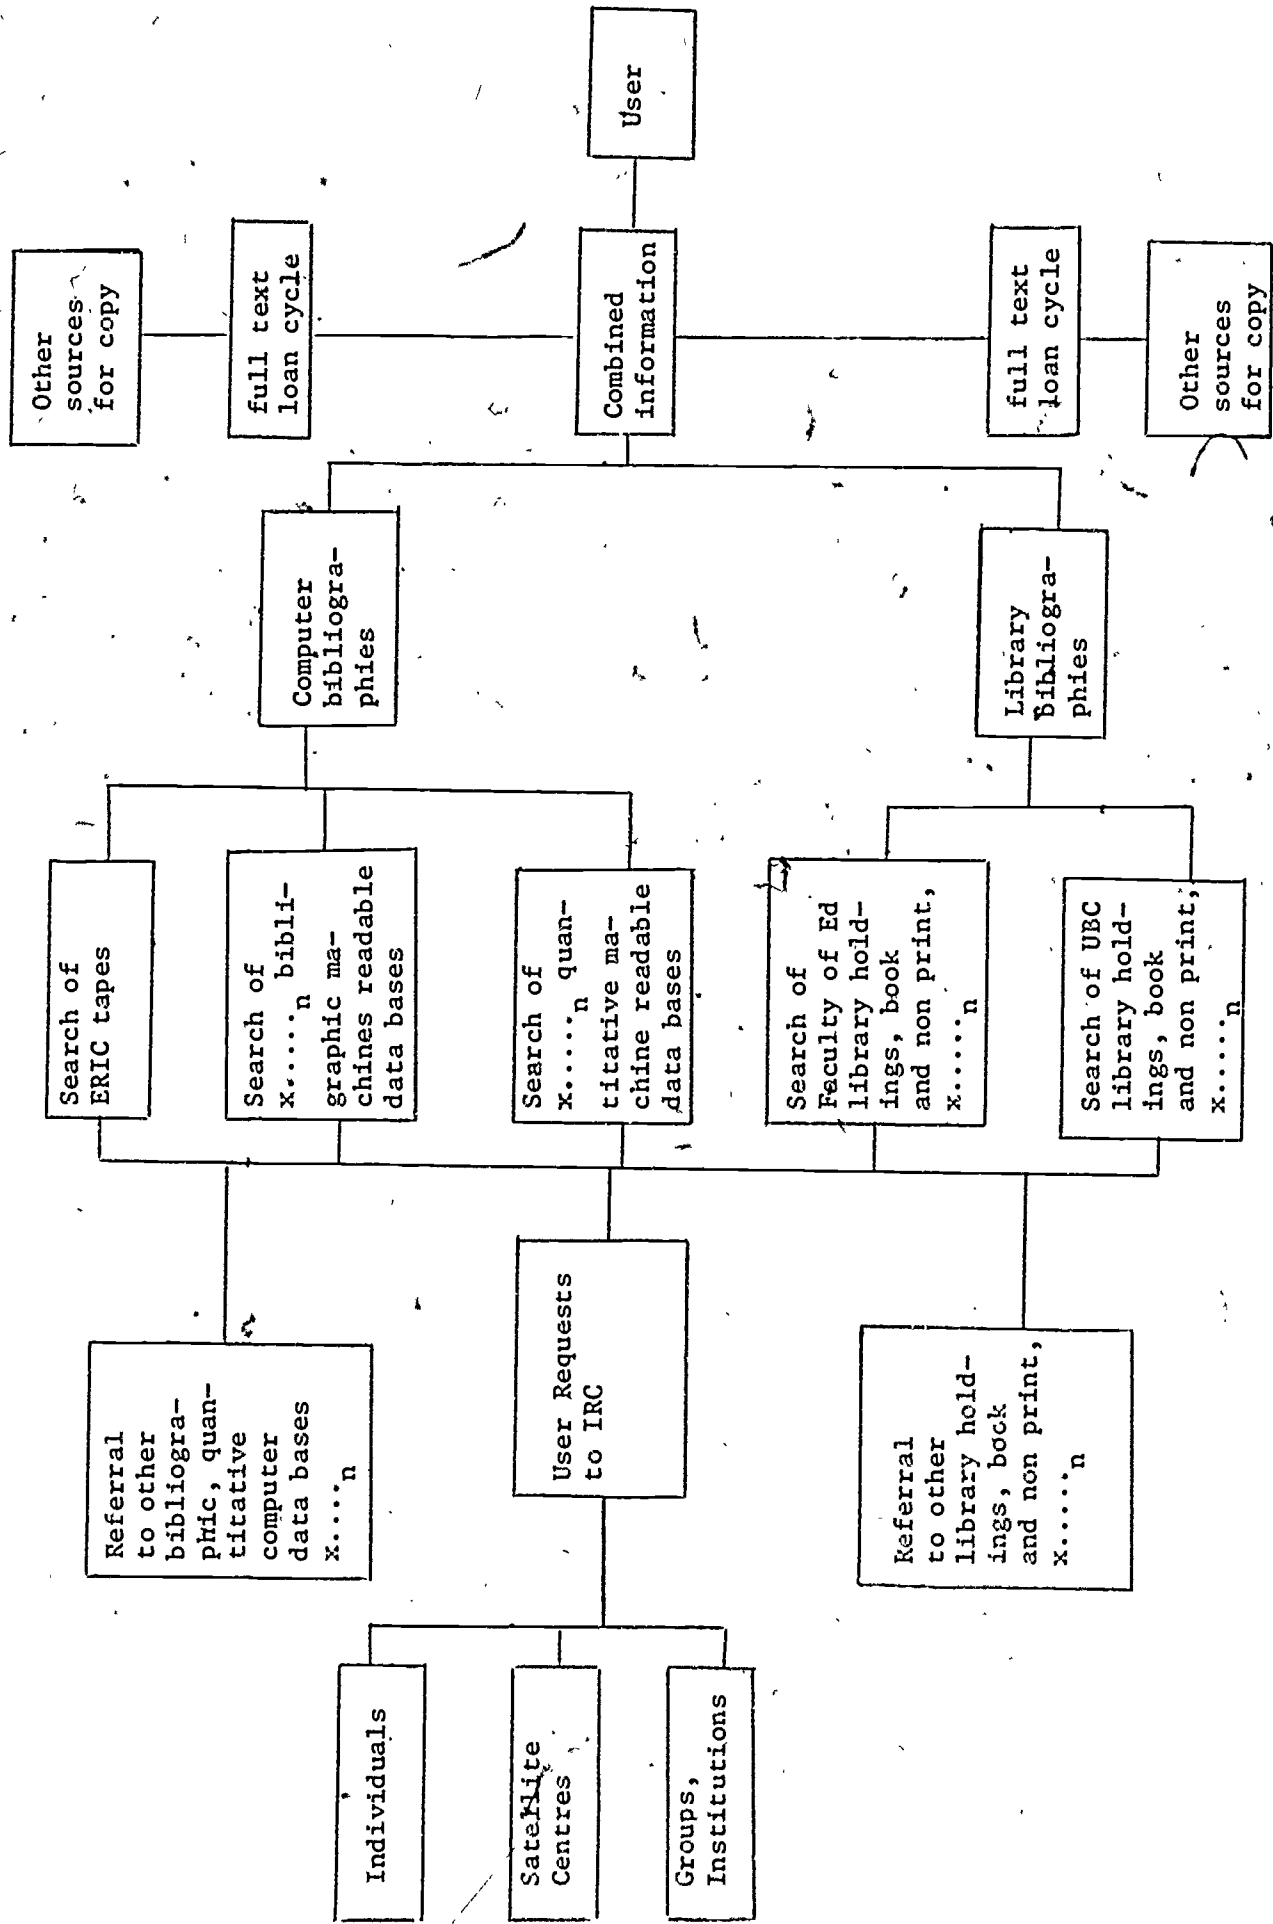 Individuals
Satellite
Centres
Groups,
Institutions
Referral
to other
bibliogra-
phic, quan-
titative
computer
data bases
x....n
User Requests
to IRC
Referral
to other
library hold-
ings, book
and non print,
x.....n
Search of
ERIC tapes
Search of
x.....n bibli-
graphic ma-
chines readable
data bases
Search of
x.....n quan-
titative ma-
chine readable
data bases
Search of
Faculty of Ed
library hold-
ings, book
and non print,
x.....n
Search of UBC
library hold-
ings, book
and non print,
x.....n
Computer
bibliogra-
phies
Library
bibliogra-
phies
Other
sources
for copy
full text
loan cycle
Combined
information
full text
loan cycle
Other
sources
for copy
User